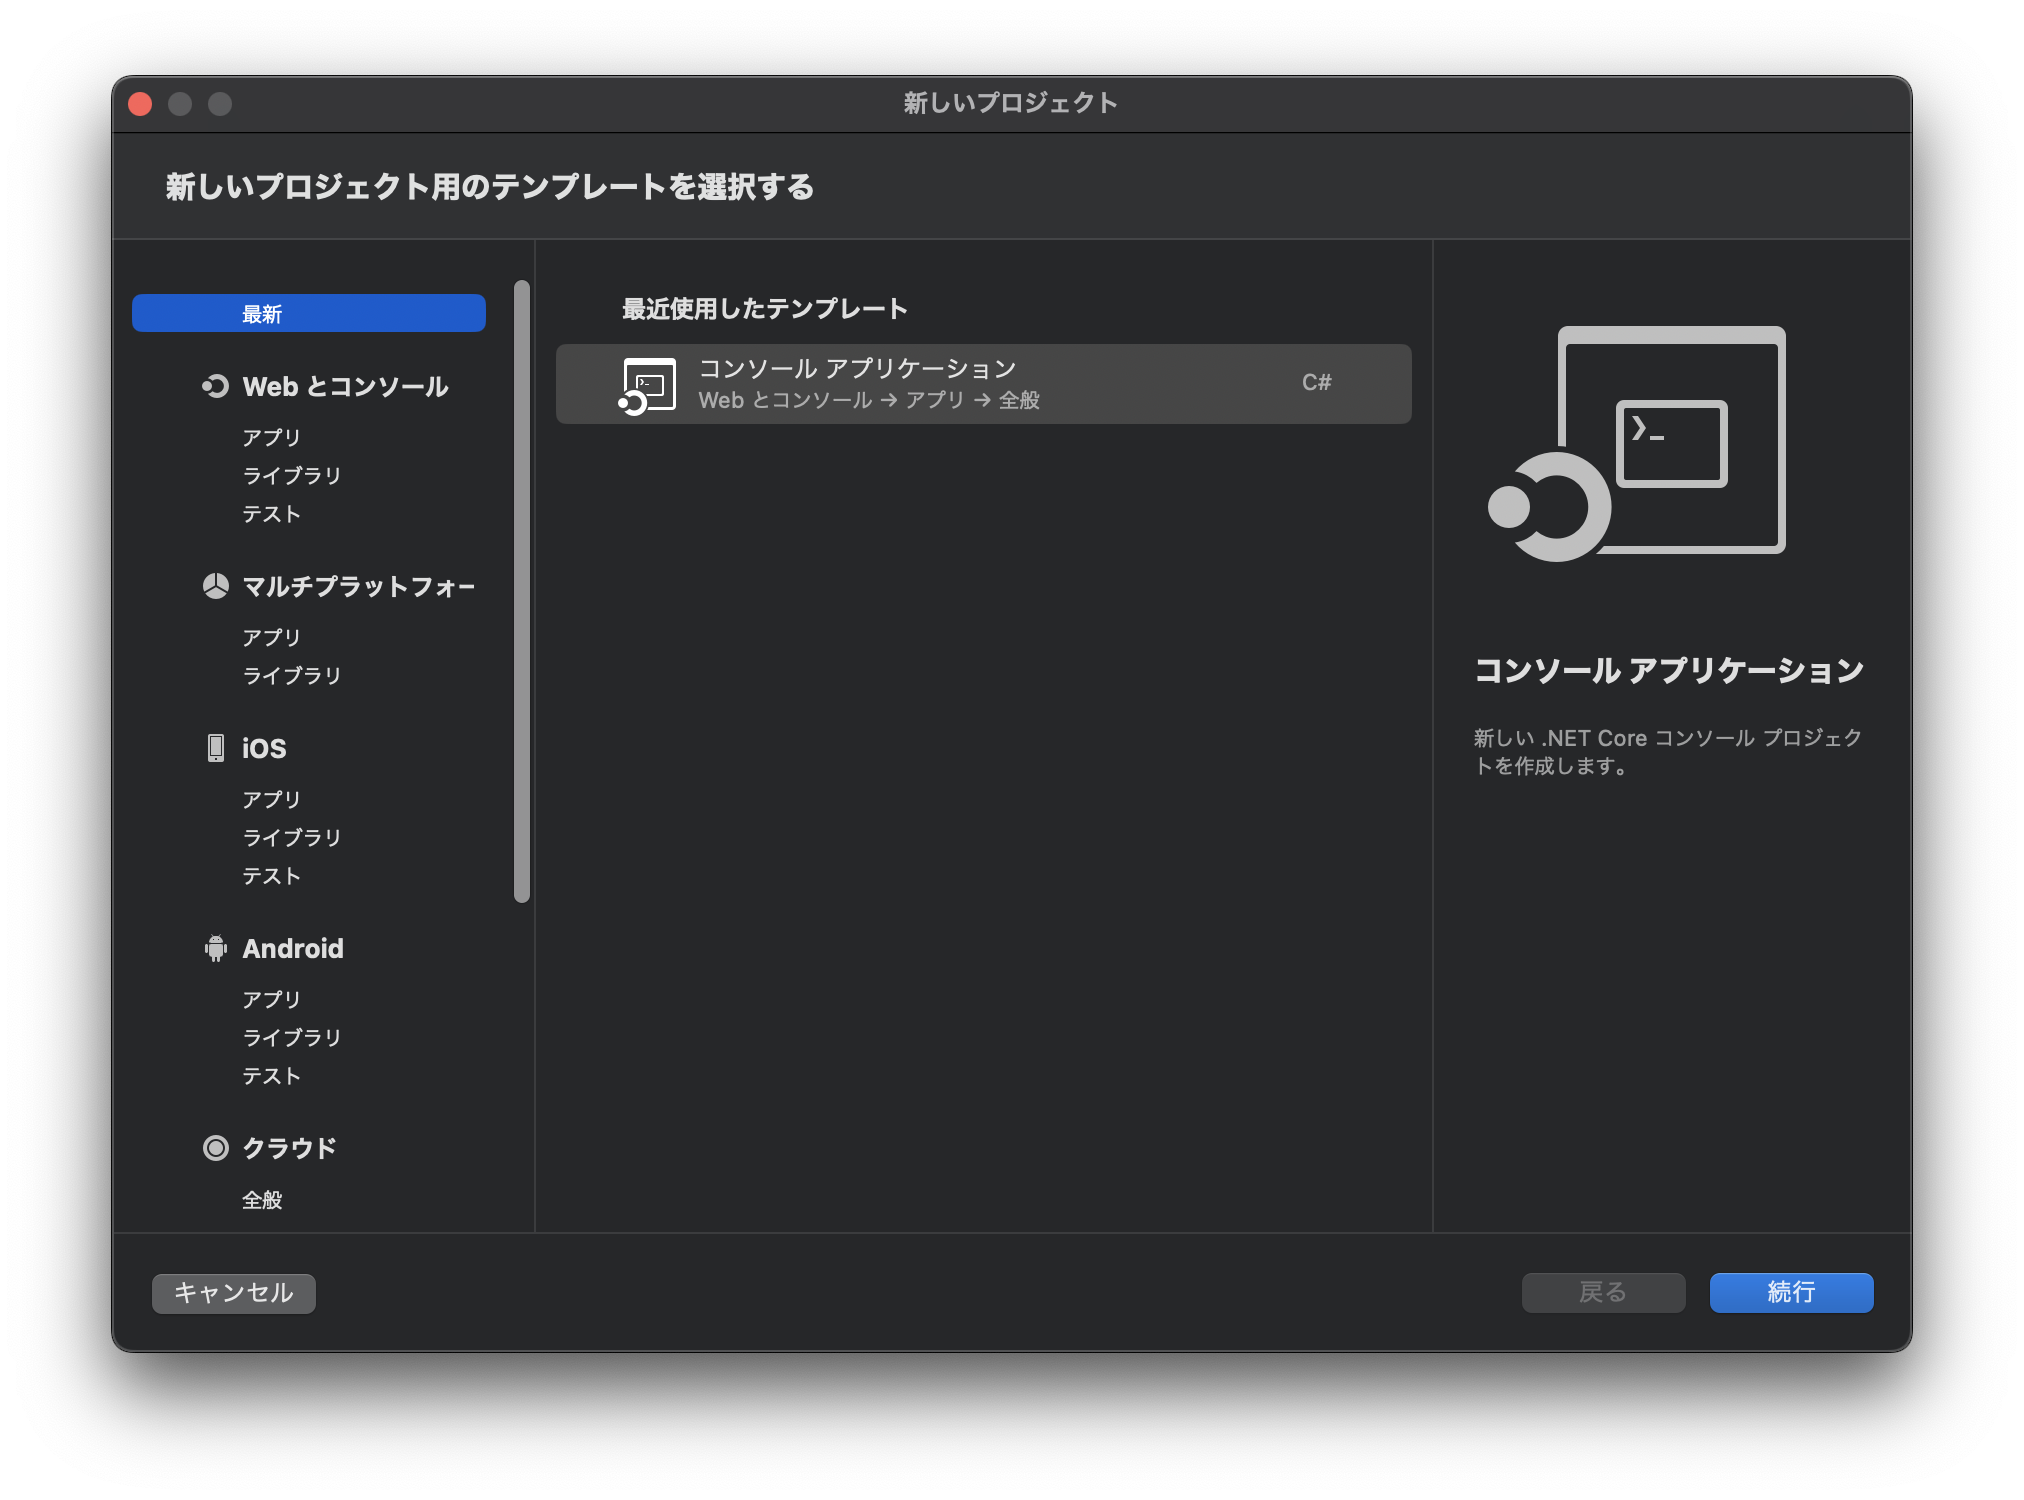 新しいプロジェクト
新しいプロジェクト用のテンプレートを選択する
最新
Web とコンソール
アプリ
ライブラリ
テスト
マルチプラットフォー
アプリ
ライブラリ
iOS
アプリ
ライブラリ
テスト
Android
アプリ
ライブラリ
テスト
クラウド
全般
最近使用したテンプレート
コンソール アプリケーション
Web とコンソール → アプリ → 全般
C#
コンソール アプリケーション
新しい .NET Core コンソール プロジェク
トを作成します。
キャンセル
戻る
続行